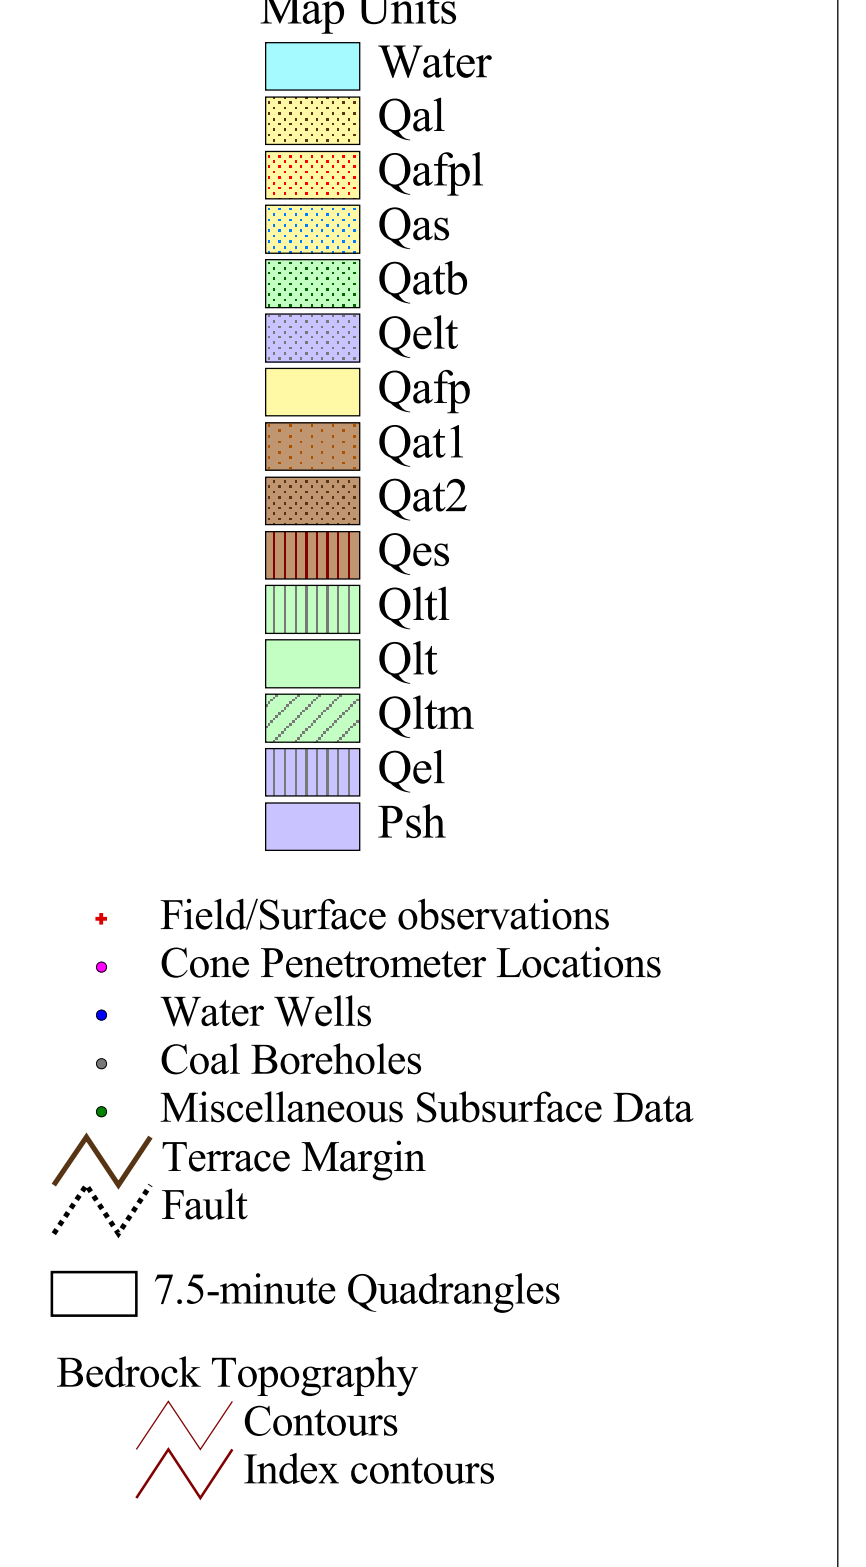 Map Units
Water
Qal
Qafpl
Qas
Qatb
Qelt
Qafp
Qat1
Qat2
Qes
Qltl
Qlt
Qltm
Qel
Psh
Field/Surface observations
Cone Penetrometer Locations
Water Wells
Coal Boreholes
Miscellaneous Subsurface Data
Terrace Margin
Fault
7.5-minute Quadrangles
Bedrock Topography
Contours
Index contours